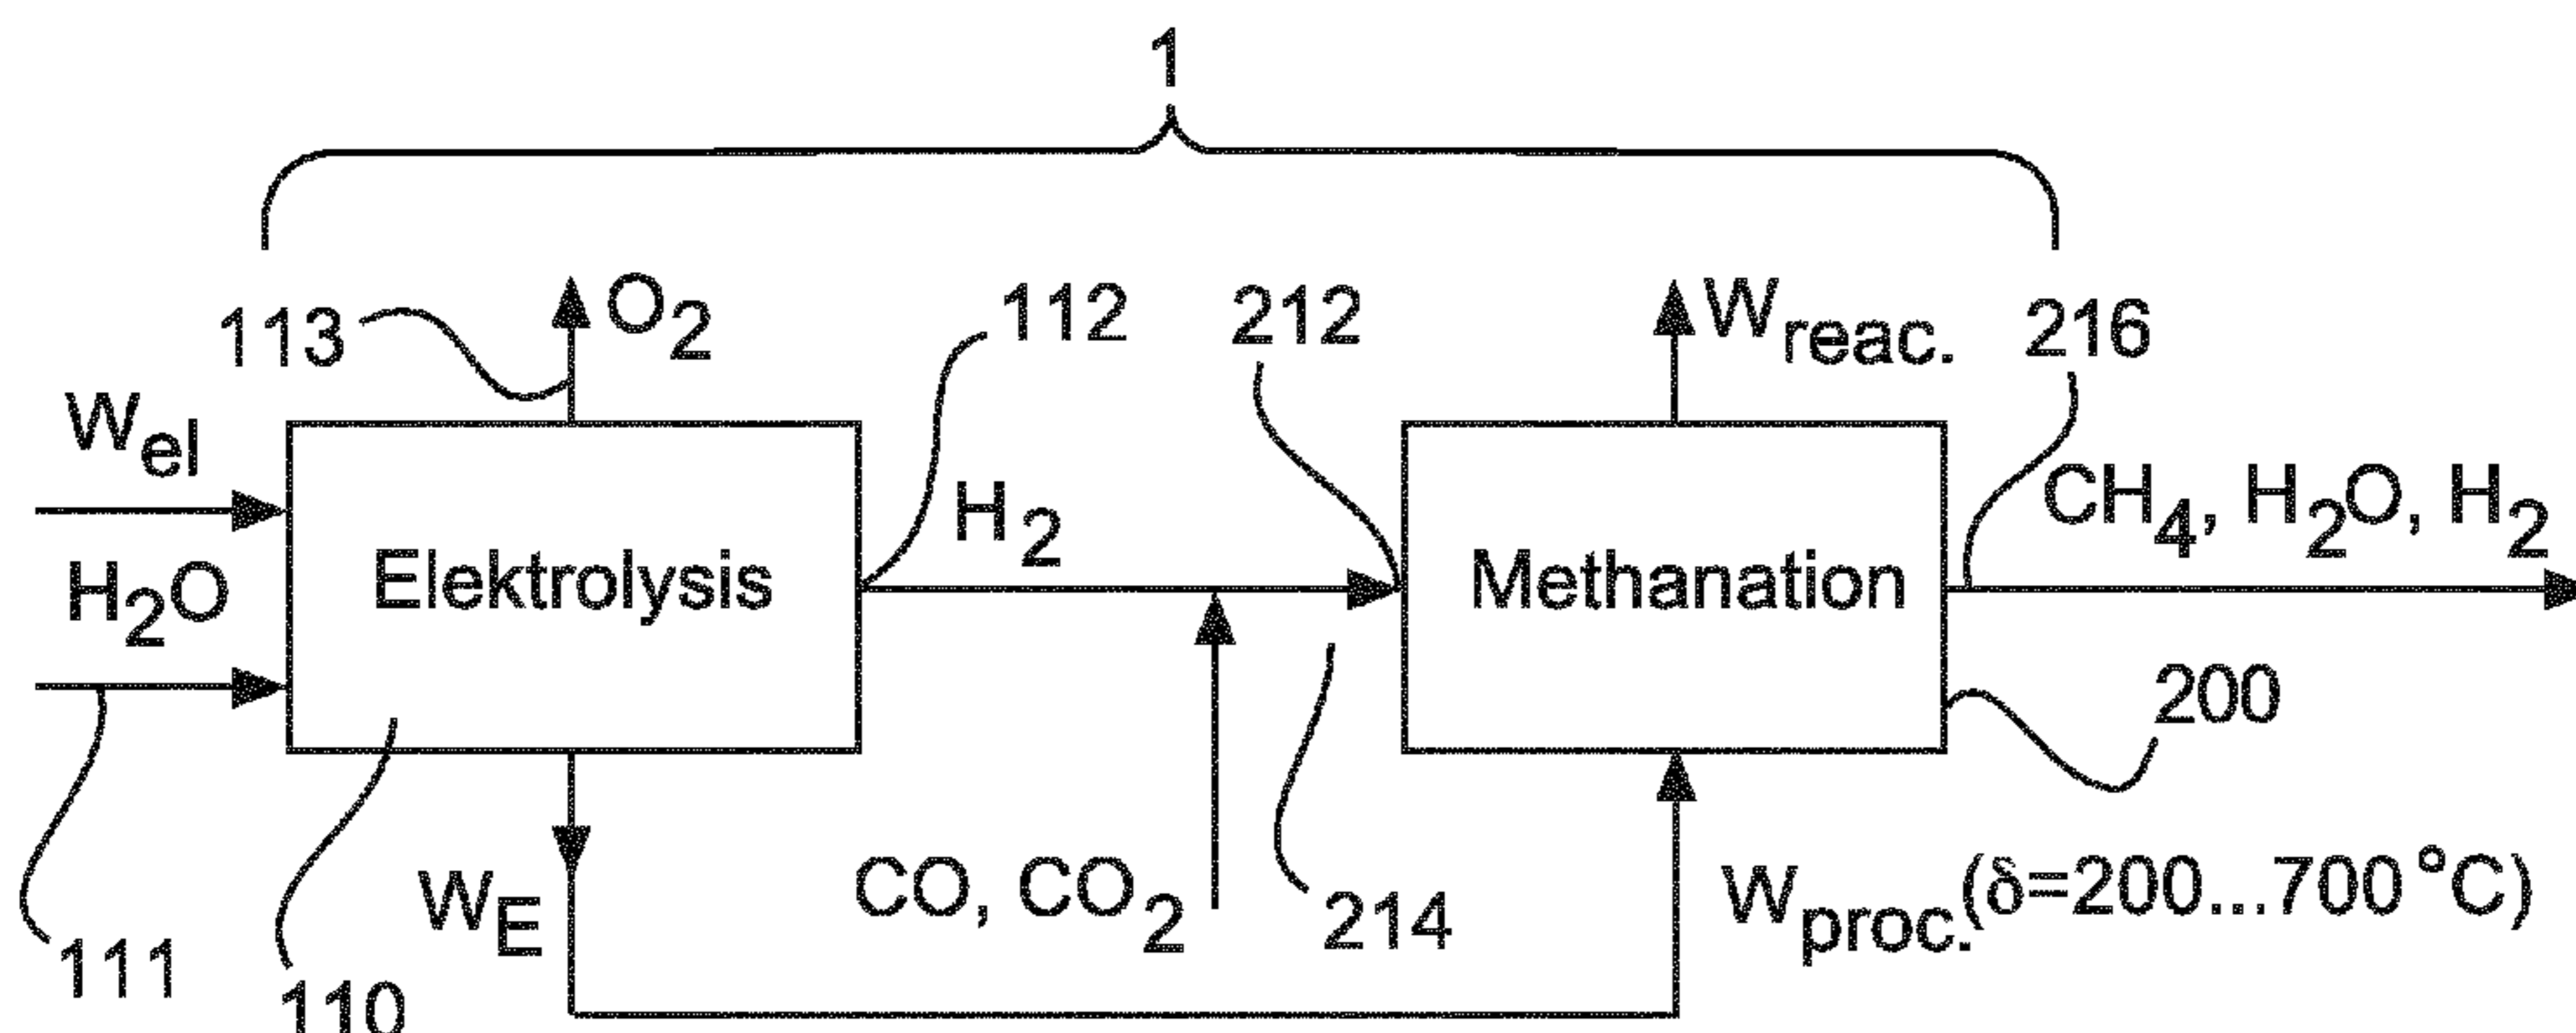 1
113
O2
112
212
Wreac.
216
Wel
H2O
Elektrolysis
H2
Methanation
CH4, H2O, H2
200
WE
CO, CO2
214
Wproc.(δ=200...700 °C)
111
110